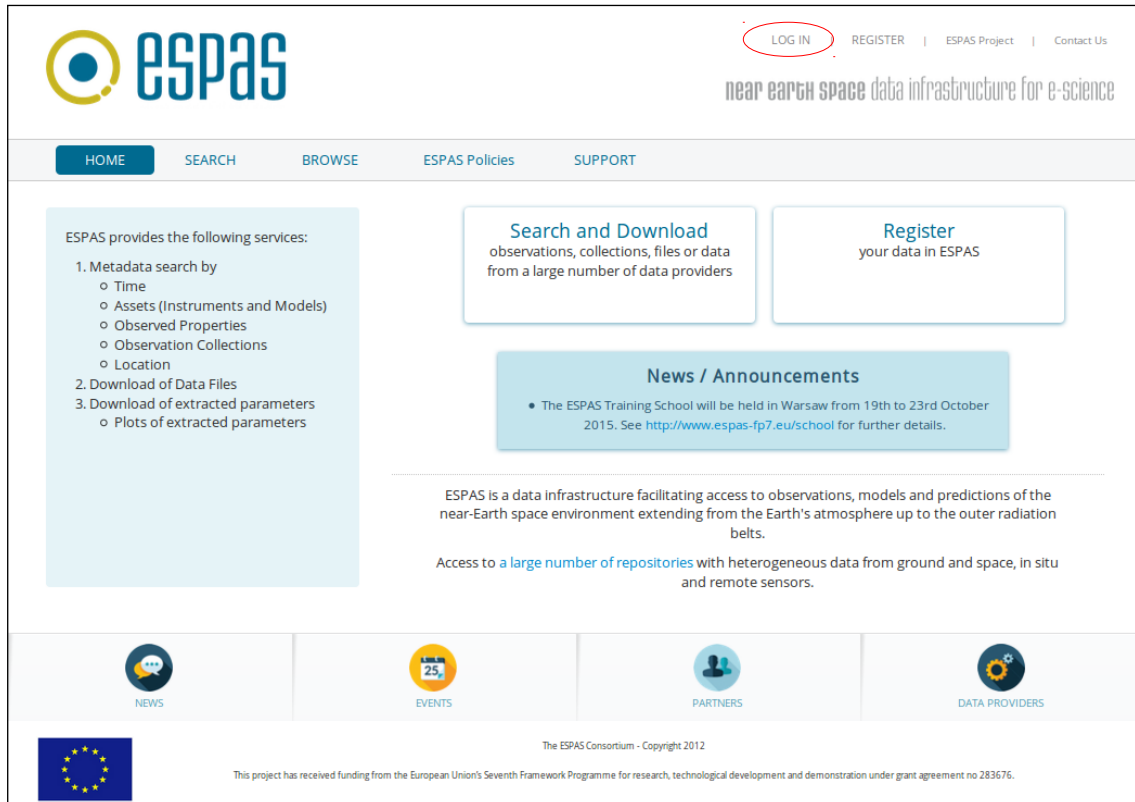 espas
LOG IN REGISTER | ESPAS Project | Contact Us
near earth space data infrastructure for e-science
HOME SEARCH BROWSE ESPAS Policies SUPPORT
ESPAS provides the following services:
1. Metadata search by
Time
Assets (Instruments and Models)
Observed Properties
Observation Collections
Location
2. Download of Data Files
3. Download of extracted parameters
Plots of extracted parameters
Search and Download
observations, collections, files or data
from a large number of data providers
Register
your data in ESPAS
News / Announcements
• The ESPAS Training School will be held in Warsaw from 19th to 23rd October
2015. See http://www.espas-fp7.eu/school for further details.
ESPAS is a data infrastructure facilitating access to observations, models and predictions of the
near-Earth space environment extending from the Earth's atmosphere up to the outer radiation
belts.
Access to a large number of repositories with heterogeneous data from ground and space, in situ
and remote sensors.
25
NEWS EVENTS PARTNERS DATA PROVIDERS
The ESPAS Consortium - Copyright 2012
This project has received funding from the European Union's Seventh Framework Programme for research, technological development and demonstration under grant agreement no 283676.